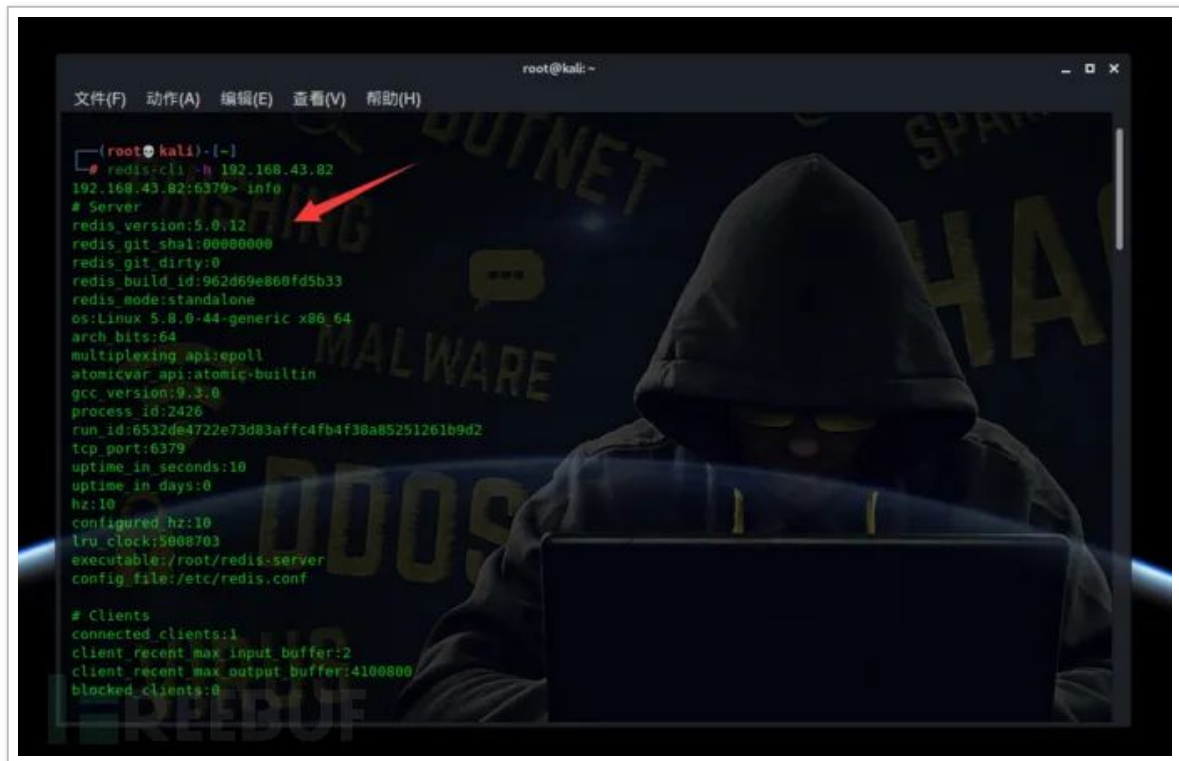 root@kali: ~
文件(F) 动作(A) 编辑(E) 查看(V) 帮助(H)
DOTNET
SPAM
(root💀kali)-[~]
# redis-cli -h 192.168.43.82
192.168.43.82:6379> info
# Server
redis_version:5.0.12
redis_git_sha1:00000000
redis_git_dirty:0
redis_build_id:962d69e860fd5b33
redis_mode:standalone
os:Linux 5.8.0-44-generic x86_64
arch_bits:64
multiplexing_api:epoll
atomicvar_api:atomic-builtin
gcc_version:9.3.0
process_id:2426
run_id:6532de4722e73d83affc4fb4f38a85251261b9d2
tcp_port:6379
uptime_in_seconds:10
uptime_in_days:0
hz:10
configured_hz:10
lru_clock:5008703
executable:/root/redis-server
config_file:/etc/redis.conf
# Clients
connected_clients:1
client_recent_max_input_buffer:2
client_recent_max_output_buffer:4100800
blocked_clients:0
HA
MALWARE
DDOS
REEBUF